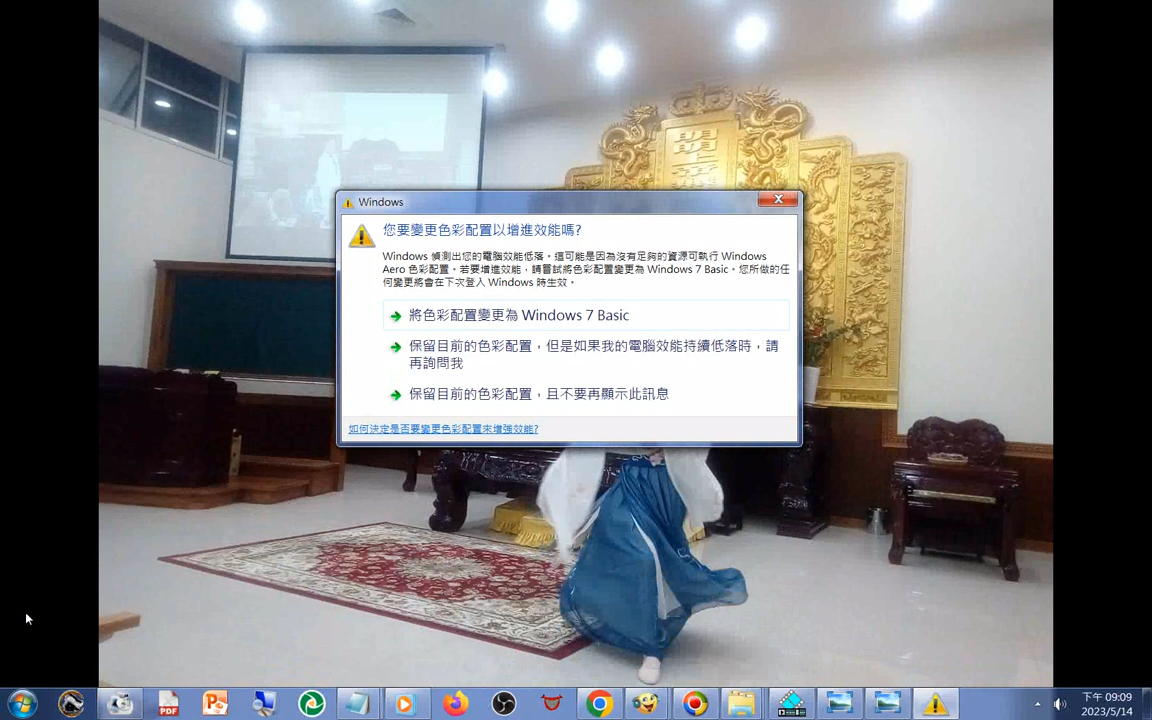 明明上帝
Windows
您要變更色彩配置以增進效能嗎?
Windows 偵測出您的電腦效能低落。這可能是因為沒有足夠的資源可執行 Windows
Aero 色彩配置。若要增進效能，請嘗試將色彩配置變更為 Windows 7 Basic。您所做的任
何變更將會在下次登入 Windows 時生效。
將色彩配置變更為 Windows 7 Basic
保留目前的色彩配置，但是如果我的電腦效能持續低落時，請
再詢問我
保留目前的色彩配置，且不要再顯示此訊息
如何決定是否要變更色彩配置來增強效能?
PDF
下午 09:09
2023/5/14